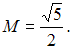 M = √5/2.